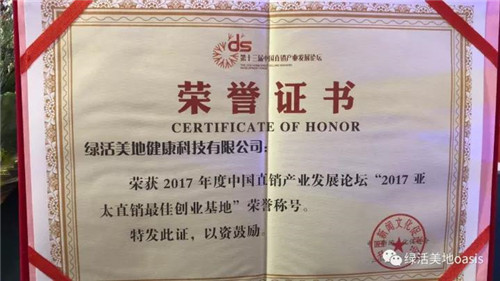 ds
第十三届中国直销产业发展论坛
荣誉证书
CERTIFICATE OF HONOR
绿活美地健康科技有限公司:
荣获 2017 年度中国直销产业发展论坛“2017 亚
太直销最佳创业基地”荣誉称号。
特发此证,以资鼓励。
绿活美地oasis